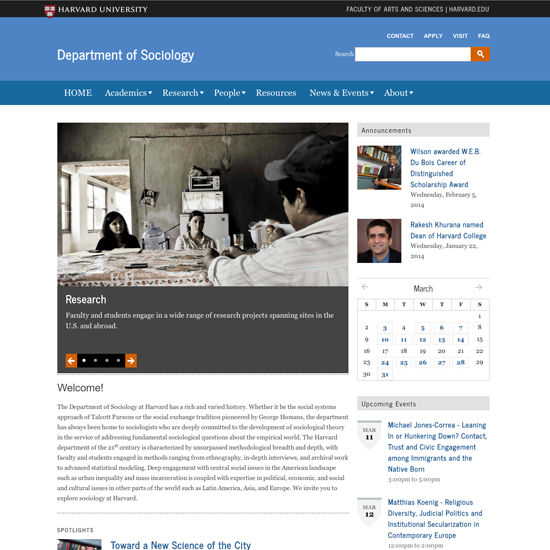 HARVARD UNIVERSITY
FACULTY OF ARTS AND SCIENCES | HARVARD.EDU
CONTACT APPLY VISIT FAQ
Department of Sociology
Search
HOME Academics Research People Resources News & Events About
Research
Faculty and students engage in a wide range of research projects spanning sites in the
U.S. and abroad.
Welcome!
The Department of Sociology at Harvard has a rich and varied history. Whether it be the social systems
approach of Talcott Parsons or the social exchange tradition pioneered by George Homans, the department
has always been home to sociologists who are deeply committed to the development of sociological theory
in the service of addressing fundamental sociological questions about the empirical world. The Harvard
department of the 21st century is characterized by unsurpassed methodological breadth and depth, with
faculty and students engaged in methods ranging from ethnography, in-depth interviews, and archival work
to advanced statistical modeling. Deep engagement with central social issues in the American landscape
such as urban inequality and mass incarceration is coupled with expertise in political, economic, and social
and cultural issues in other parts of the world such as Latin America, Asia, and Europe. We invite you to
explore sociology at Harvard.
SPOTLIGHTS
Toward a New Science of the City
Announcements
Wilson awarded W.E.B.
Du Bois Career of
Distinguished
Scholarship Award
Wednesday, February 5,
2014
Rakesh Khurana named
Dean of Harvard College
Wednesday, January 22,
2014
March
S M T W T F S
1
2 3 4 5 6 7 8
9 10 11 12 13 14 15
16 17 18 19 20 21 22
23 24 25 26 27 28 29
30 31
Upcoming Events
MAR
11
Michael Jones-Correa - Leaning
In or Hunkering Down? Contact,
Trust and Civic Engagement
among Immigrants and the
Native Born
3:00pm to 5:00pm
MAR
12
Matthias Koenig - Religious
Diversity, Judicial Politics and
Institutional Secularization in
Contemporary Europe
12:00pm to 2:00pm